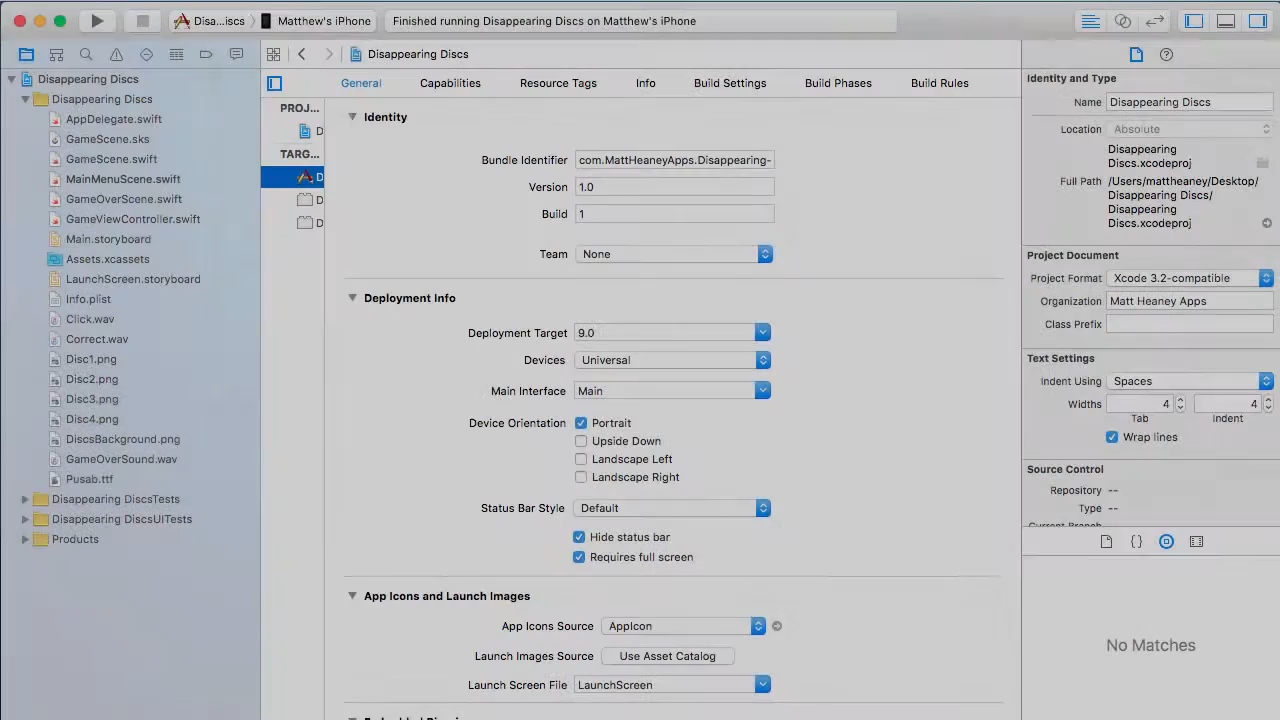 Disa...iscs
Matthew's iPhone
Finished running Disappearing Discs on Matthew's iPhone
Disappearing Discs
Disappearing Discs
AppDelegate.swift
GameScene.sks
GameScene.swift
MainMenuScene.swift
GameOverScene.swift
GameViewController.swift
Main.storyboard
Assets.xcassets
LaunchScreen.storyboard
Info.plist
Click.wav
Correct.wav
Disc1.png
Disc2.png
Disc3.png
Disc4.png
DiscsBackground.png
GameOverSound.wav
Pusab.ttf
Disappearing DiscsTests
Disappearing DiscsUITests
Products
Disappearing Discs
General Capabilities Resource Tags Info Build Settings Build Phases Build Rules
PROJ...
D
TARG...
D
D
D
Identity
Bundle Identifier com.MattHeaneyApps.Disappearing-
Version 1.0
Build 1
Team None
Deployment Info
Deployment Target 9.0
Devices Universal
Main Interface Main
Device Orientation Portrait
Upside Down
Landscape Left
Landscape Right
Status Bar Style Default
Hide status bar
Requires full screen
App Icons and Launch Images
App Icons Source AppIcon
Launch Images Source Use Asset Catalog
Launch Screen File LaunchScreen
Identity and Type
Name Disappearing Discs
Location Absolute
Disappearing
Discs.xcodeproj
Full Path /Users/mattheaney/Desktop/
Disappearing Discs/
Disappearing
Discs.xcodeproj
Project Document
Project Format Xcode 3.2-compatible
Organization Matt Heaney Apps
Class Prefix
Text Settings
Indent Using Spaces
Widths 4 4
Tab Indent
Wrap lines
Source Control
Repository --
Type --
Current Branch
No Matches